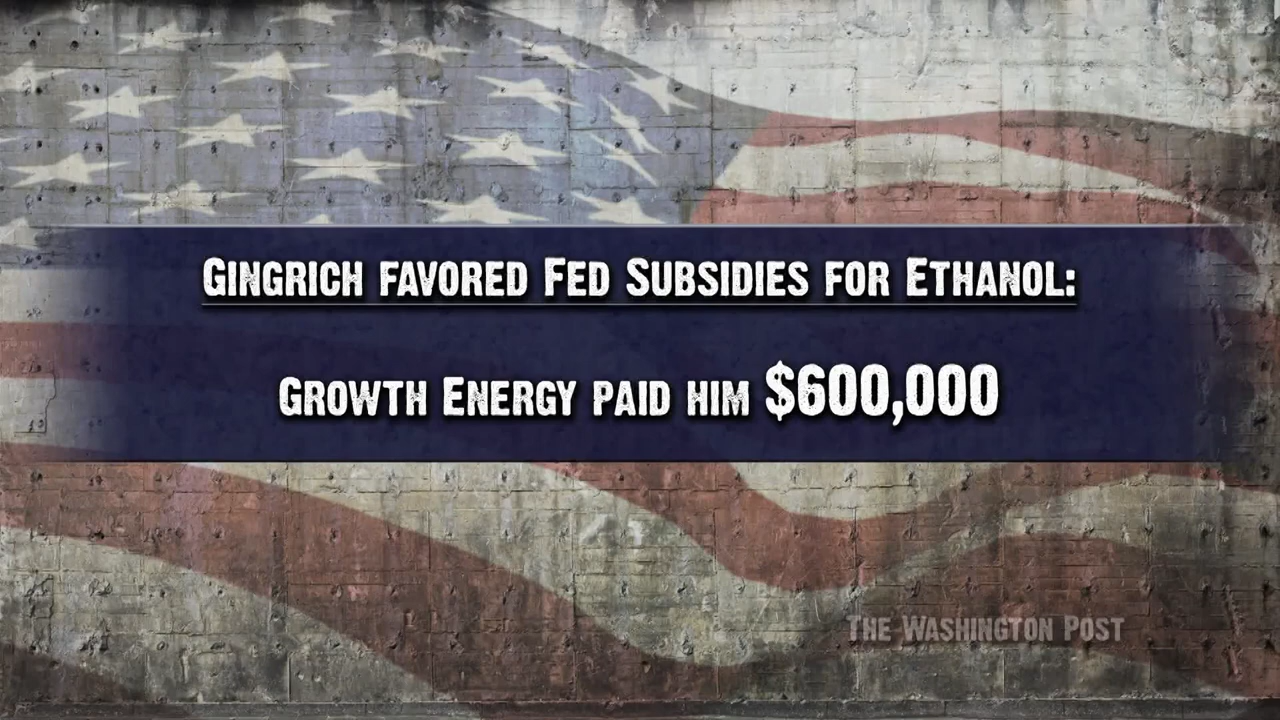 Gingrich favored Fed Subsidies for Ethanol:
Growth Energy paid him $600,000
The Washington Post